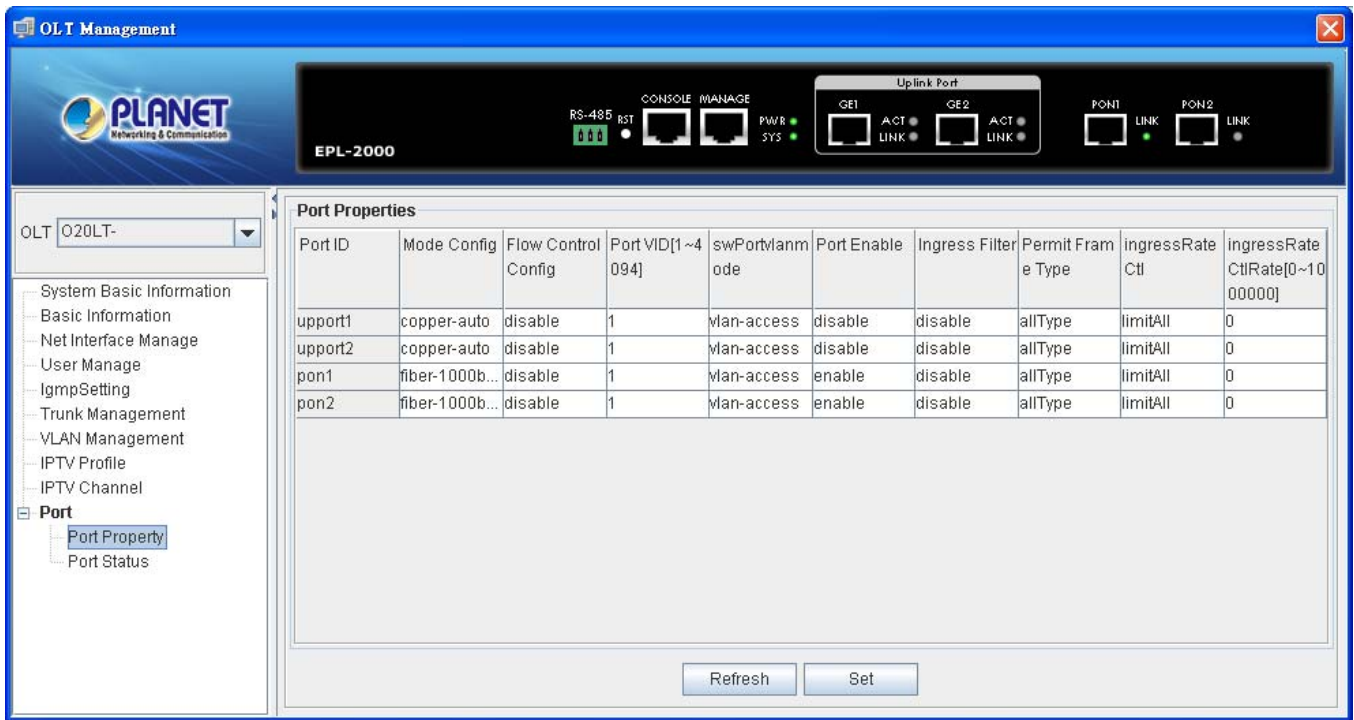 OLT Management
PLANET
Networking & Communication
EPL-2000
RS-485
RST
CONSOLE
MANAGE
PWR
SYS
Uplink Port
GE1
ACT
LINK
GE2
ACT
LINK
PON1
LINK
PON2
LINK
OLT
O20LT-
System Basic Information
Basic Information
Net Interface Manage
User Manage
IgmpSetting
Trunk Management
VLAN Management
IPTV Profile
IPTV Channel
Port
Port Property
Port Status
Port Properties
Port ID Mode Config Flow Control Port VID[1~4 swPortvlanm Port Enable Ingress Filter Permit Fram ingressRate ingressRate
Config 094] ode e Type Ctl CtlRate[0~10
00000]
upport1 copper-auto disable 1 vlan-access disable disable allType limitAll 0
upport2 copper-auto disable 1 vlan-access disable disable allType limitAll 0
pon1 fiber-1000b... disable 1 vlan-access enable disable allType limitAll 0
pon2 fiber-1000b... disable 1 vlan-access enable disable allType limitAll 0
Refresh
Set